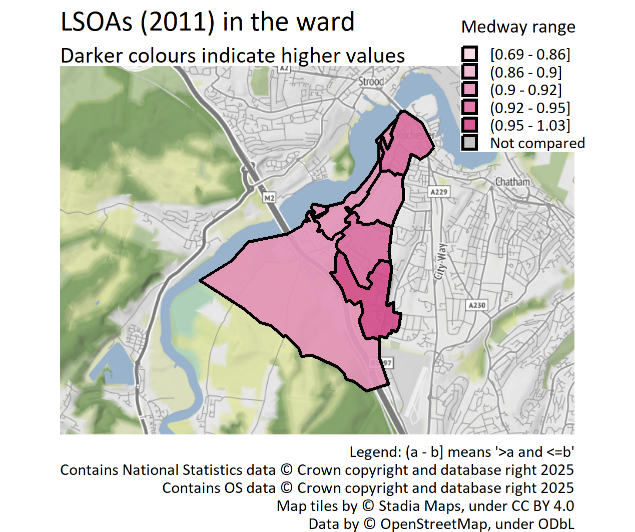 LSOAs (2011) in the ward
Darker colours indicate higher values
Medway range
[0.69 - 0.86]
(0.86 - 0.9]
(0.9 - 0.92]
(0.92 - 0.95]
(0.95 - 1.03]
Not compared
A2
Strood
A229
Chatham
M2
City Way
A230
Legend: (a - b] means '>a and <=b'
Contains National Statistics data © Crown copyright and database right 2025
Contains OS data © Crown copyright and database right 2025
Map tiles by © Stadia Maps, under CC BY 4.0
Data by © OpenStreetMap, under ODbL